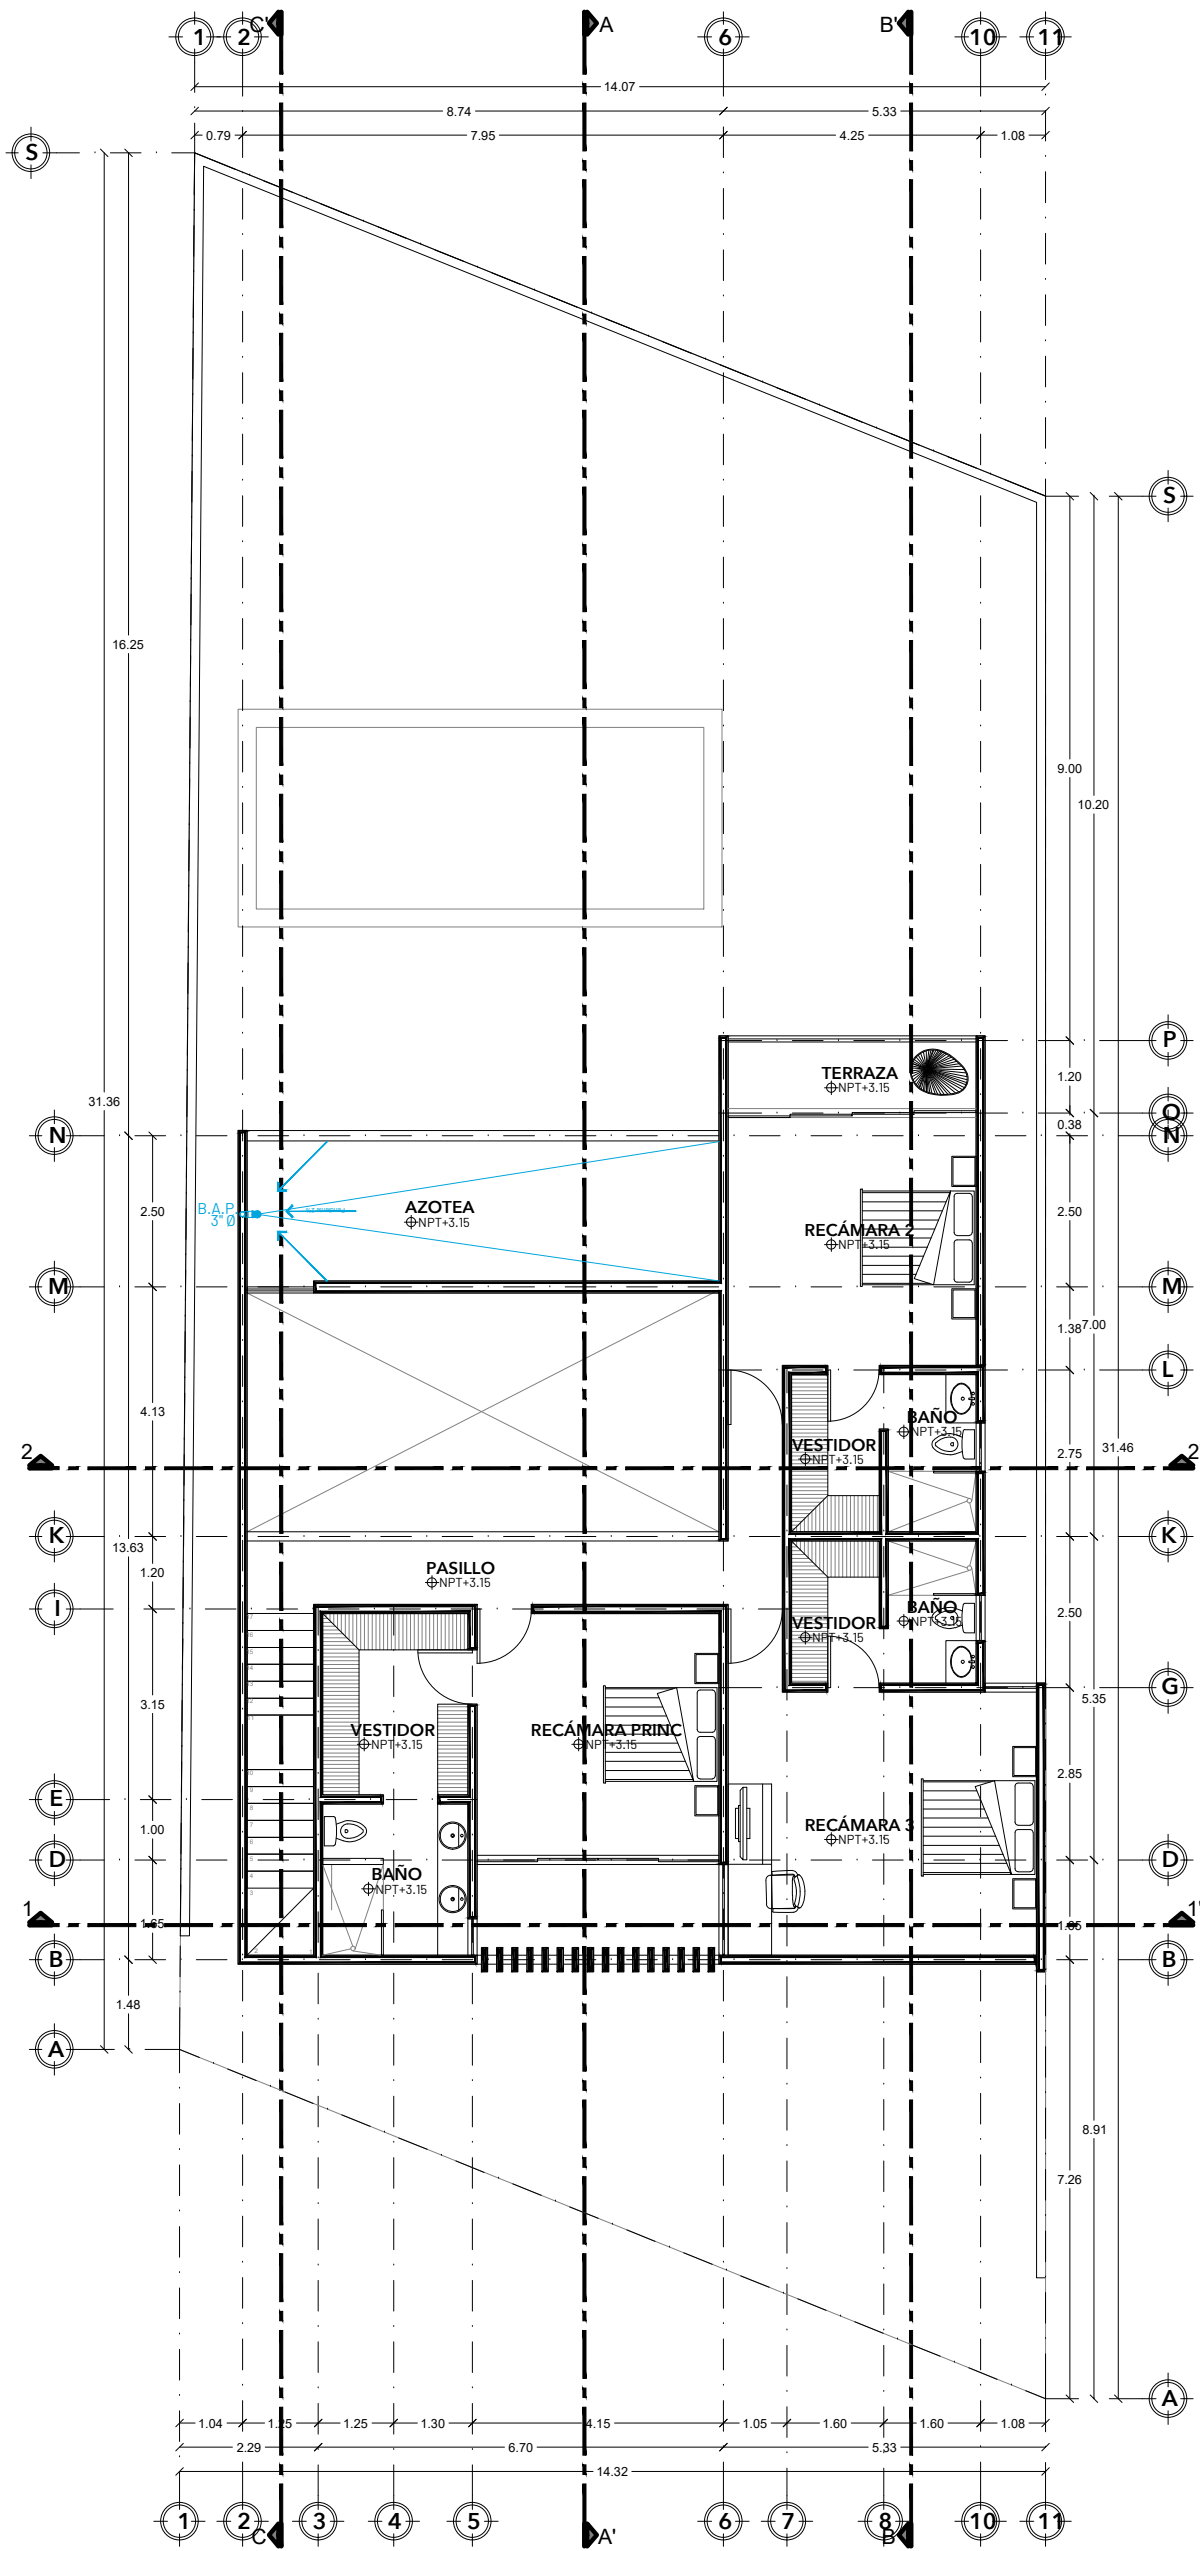 C' A B'
1 2 6 10 11
14.07
8.74 5.33
0.79 7.95 4.25 1.08
S
S
16.25
9.00
10.20
31.36
P
TERRAZA
NPT+3.15
1.20
O
0.38
N N
B.A.P.
3" Ø
AZOTEA
NPT+3.15
2.50 2.50
RECÁMARA 2
NPT+3.15
M M
1.38 7.00
L
4.13
BAÑO
NPT+3.15
VESTIDOR
NPT+3.15
2.75 31.46
2 2
K K
13.63
1.20
PASILLO
NPT+3.15
I
BAÑO
NPT+3.15
2.50
VESTIDOR
NPT+3.15
G
3.15 5.35
VESTIDOR
NPT+3.15
RECÁMARA PRINC
NPT+3.15
2.85
E
1.00
RECÁMARA 3
NPT+3.15
D D
BAÑO
NPT+3.15
1 1'
1.65 1.65
B B
1.48
A
8.91
7.26
A
1.04 1.25 1.25 1.30 4.15 1.05 1.60 1.60 1.08
2.29 6.70 5.33
14.32
1 2 3 4 5 6 7 8 10 11
C A' B